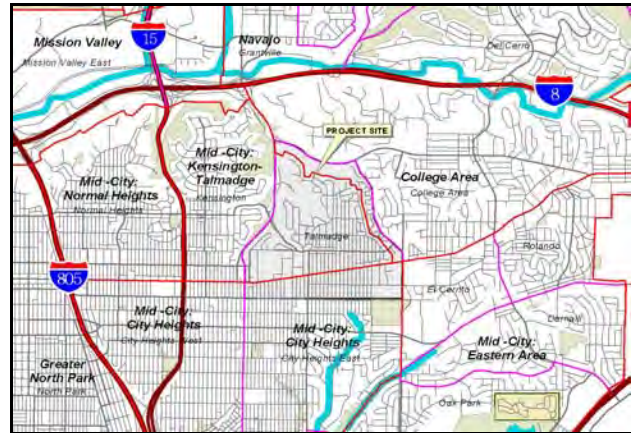 Mission Valley
Mission Valley East
15
Navajo
Grantville
Del Cerro
8
PROJECT SITE
Mid -City:
Kensington-
Talmadge
Kensington
Mid -City:
Normal Heights
Normal Heights
College Area
College Area
Talmadge
Rolando
805
El Cerrito
Mid -City:
City Heights
City Heights West
Mid -City:
City Heights
City Heights East
Darnall
Mid -City:
Eastern Area
Greater
North Park
North Park
Oak Park